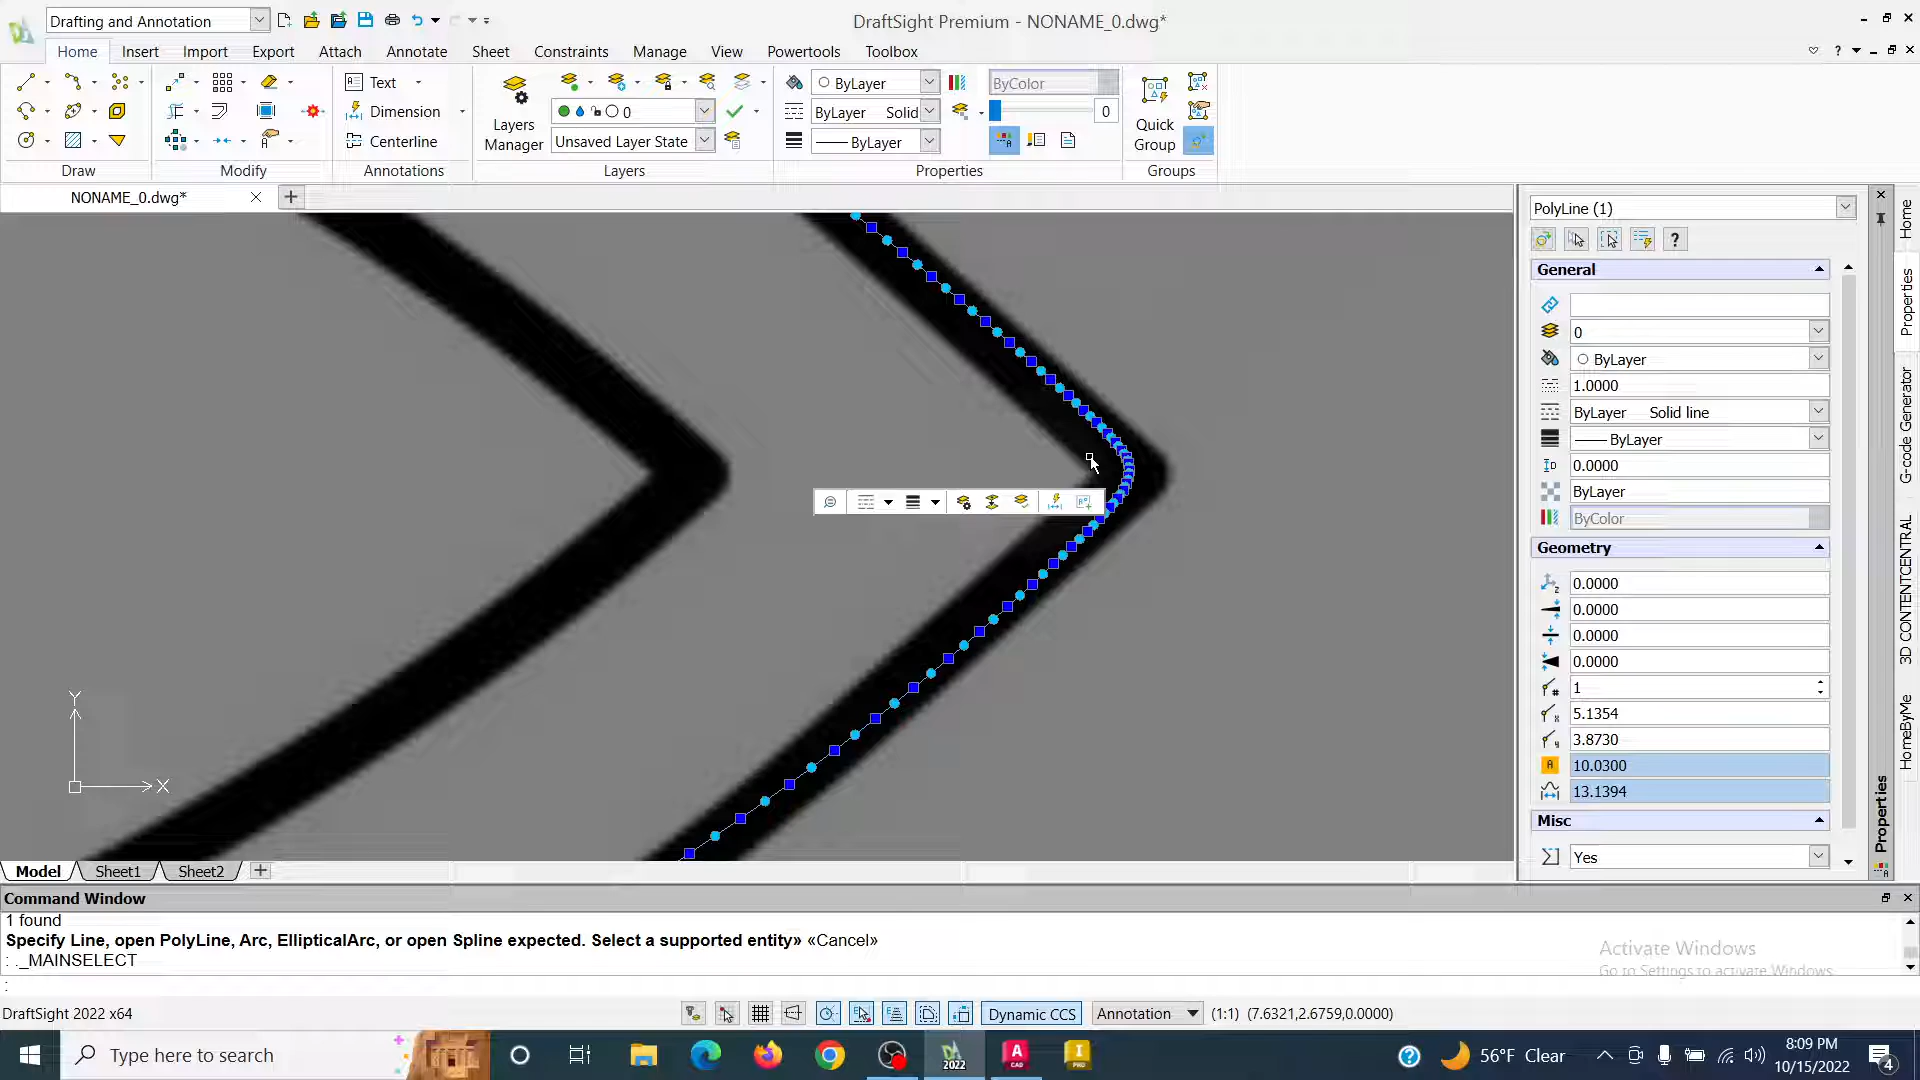 Drafting and Annotation
DraftSight Premium - NONAME_0.dwg*
Home Insert Import Export Attach Annotate Sheet Constraints Manage View Powertools Toolbox
Text
Dimension
Centerline
Layers
Manager
0
Unsaved Layer State
ByLayer
ByLayer Solid
ByLayer
ByColor
0
Quick
Group
Draw Modify Annotations Layers Properties Groups
NONAME_0.dwg*
PolyLine (1)
General
0
ByLayer
1.0000
ByLayer Solid line
ByLayer
0.0000
ByLayer
ByColor
Geometry
0.0000
0.0000
0.0000
0.0000
1
5.1354
3.8730
10.0300
13.1394
Misc
Yes
Home
Properties
G-code Generator
3D CONTENTCENTRAL
HomeByMe
Properties
Y
X
Model Sheet1 Sheet2
Command Window
1 found
Specify Line, open PolyLine, Arc, EllipticalArc, or open Spline expected. Select a supported entity» «Cancel»
: ._MAINSELECT
:
Activate Windows
Go to Settings to activate Windows.
DraftSight 2022 x64
Dynamic CCS
Annotation
(1:1) (7.6321,2.6759,0.0000)
Type here to search
2022
56°F Clear
8:09 PM
10/15/2022
4